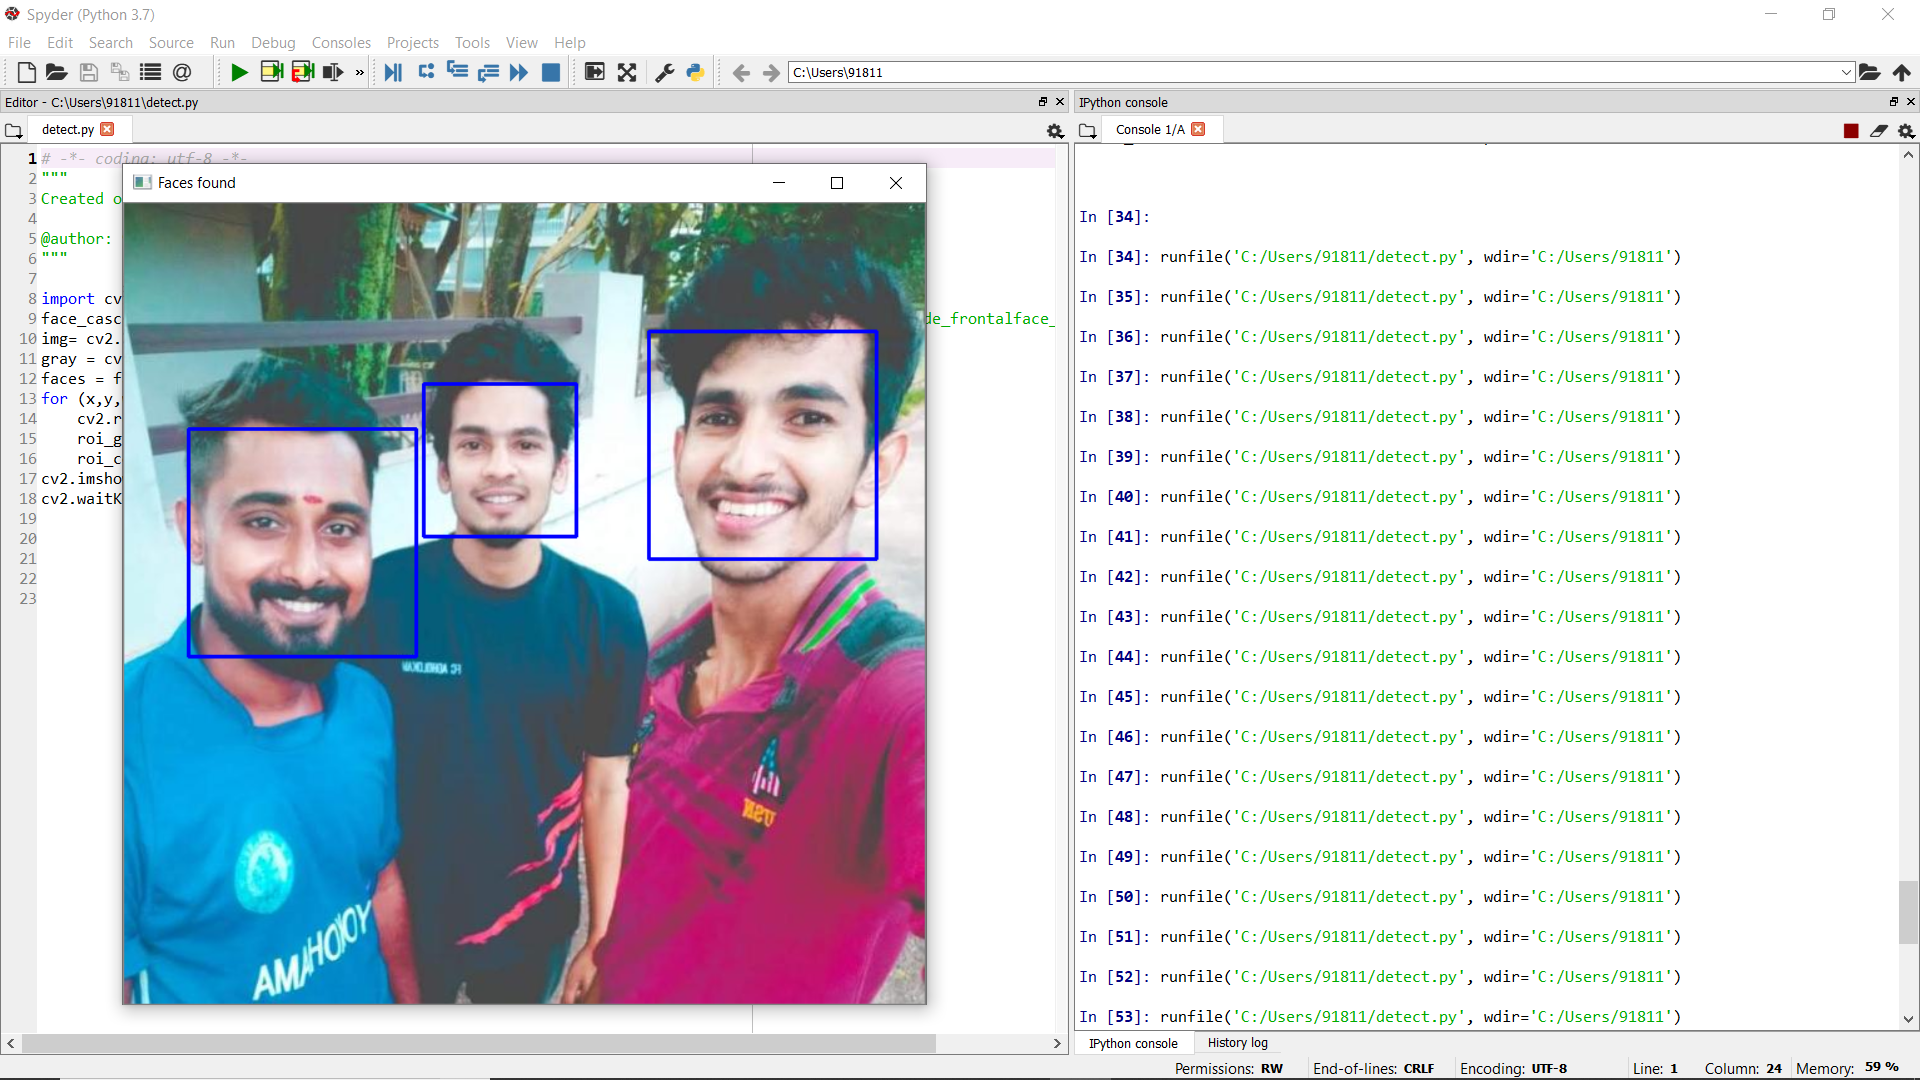 Spyder (Python 3.7)
File Edit Search Source Run Debug Consoles Projects Tools View Help
C:\Users\91811
Editor - C:\Users\91811\detect.py
detect.py
1 # -*- coding: utf-8 -*-
2 """
3 Created o
4
5 @author:
6 """
7
8 import cv
9 face_casc de_frontalface_
10 img= cv2.
11 gray = cv
12 faces = f
13 for (x,y,
14 cv2.r
15 roi_g
16 roi_c
17 cv2.imsho
18 cv2.waitK
19
20
21
22
23
Faces found
FC ADHOLOKAM
USN
AMAHOYOY
IPython console
Console 1/A
In [34]:
In [34]: runfile('C:/Users/91811/detect.py', wdir='C:/Users/91811')
In [35]: runfile('C:/Users/91811/detect.py', wdir='C:/Users/91811')
In [36]: runfile('C:/Users/91811/detect.py', wdir='C:/Users/91811')
In [37]: runfile('C:/Users/91811/detect.py', wdir='C:/Users/91811')
In [38]: runfile('C:/Users/91811/detect.py', wdir='C:/Users/91811')
In [39]: runfile('C:/Users/91811/detect.py', wdir='C:/Users/91811')
In [40]: runfile('C:/Users/91811/detect.py', wdir='C:/Users/91811')
In [41]: runfile('C:/Users/91811/detect.py', wdir='C:/Users/91811')
In [42]: runfile('C:/Users/91811/detect.py', wdir='C:/Users/91811')
In [43]: runfile('C:/Users/91811/detect.py', wdir='C:/Users/91811')
In [44]: runfile('C:/Users/91811/detect.py', wdir='C:/Users/91811')
In [45]: runfile('C:/Users/91811/detect.py', wdir='C:/Users/91811')
In [46]: runfile('C:/Users/91811/detect.py', wdir='C:/Users/91811')
In [47]: runfile('C:/Users/91811/detect.py', wdir='C:/Users/91811')
In [48]: runfile('C:/Users/91811/detect.py', wdir='C:/Users/91811')
In [49]: runfile('C:/Users/91811/detect.py', wdir='C:/Users/91811')
In [50]: runfile('C:/Users/91811/detect.py', wdir='C:/Users/91811')
In [51]: runfile('C:/Users/91811/detect.py', wdir='C:/Users/91811')
In [52]: runfile('C:/Users/91811/detect.py', wdir='C:/Users/91811')
In [53]: runfile('C:/Users/91811/detect.py', wdir='C:/Users/91811')
IPython console History log
Permissions: RW End-of-lines: CRLF Encoding: UTF-8 Line: 1 Column: 24 Memory: 59 %